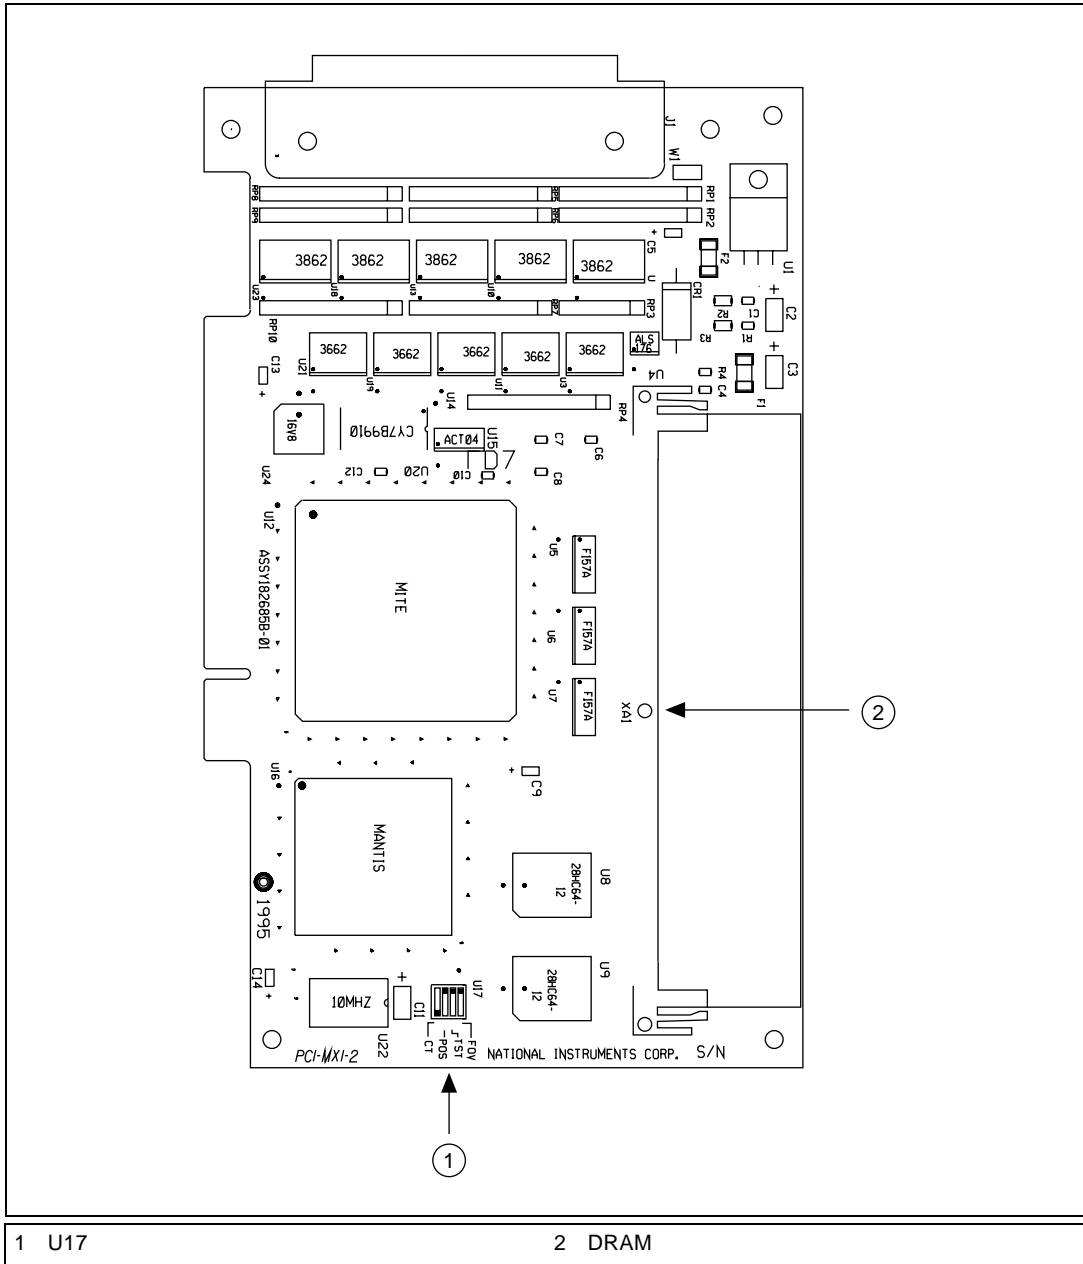 J1
W1
RP8
RP5
RP1
RP9
RP6
RP2
+
C5
F2
U1
3862
3862
3862
3862
3862
U
CR1
U23
U18
U13
U10
+
RP7
RP3
R2
C1
C2
RP10
ALS
176
R3
R1
+
3662
3662
3662
3662
3662
C13
U21
U19
U11
U3
U4
R4
C3
+
C4
F1
U14
RP4
16V8
CY7B9910
ACT04
U15
C7
C6
U24
C12
U20
C10
C8
U12
U5
F157A
ASSY182685B-01
MITE
U6
F157A
U7
F157A
XA1
2
U16
+
C9
MANTIS
28HC64-
12
U8
1995
C14
+
10MHZ
+
C11
U17
28HC64-
12
U9
U22
CT
POS
TST
FOV
PCI-MXI-2
NATIONAL INSTRUMENTS CORP.
S/N
1
1 U17
2 DRAM